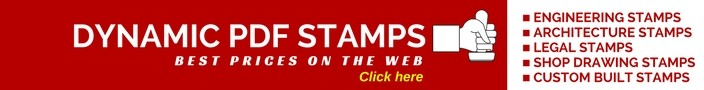 DYNAMIC PDF STAMPS
BEST PRICES ON THE WEB
Click here
ENGINEERING STAMPS
ARCHITECTURE STAMPS
LEGAL STAMPS
SHOP DRAWING STAMPS
CUSTOM BUILT STAMPS